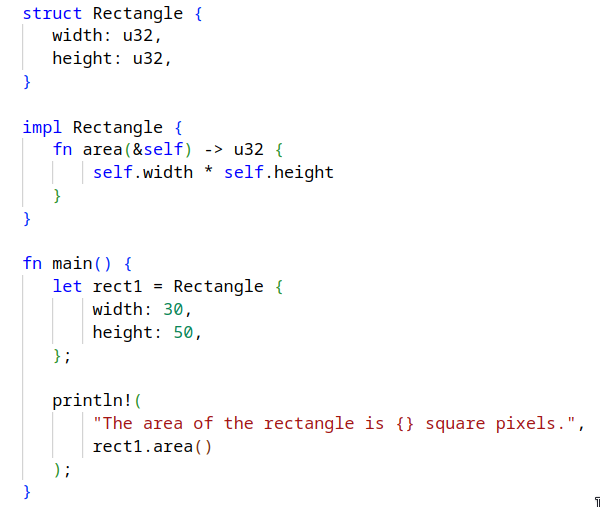 struct Rectangle {
    width: u32,
    height: u32,
}

impl Rectangle {
    fn area(&self) -> u32 {
        self.width * self.height
    }
}

fn main() {
    let rect1 = Rectangle {
        width: 30,
        height: 50,
    };

    println!(
        "The area of the rectangle is {} square pixels.",
        rect1.area()
    );
}